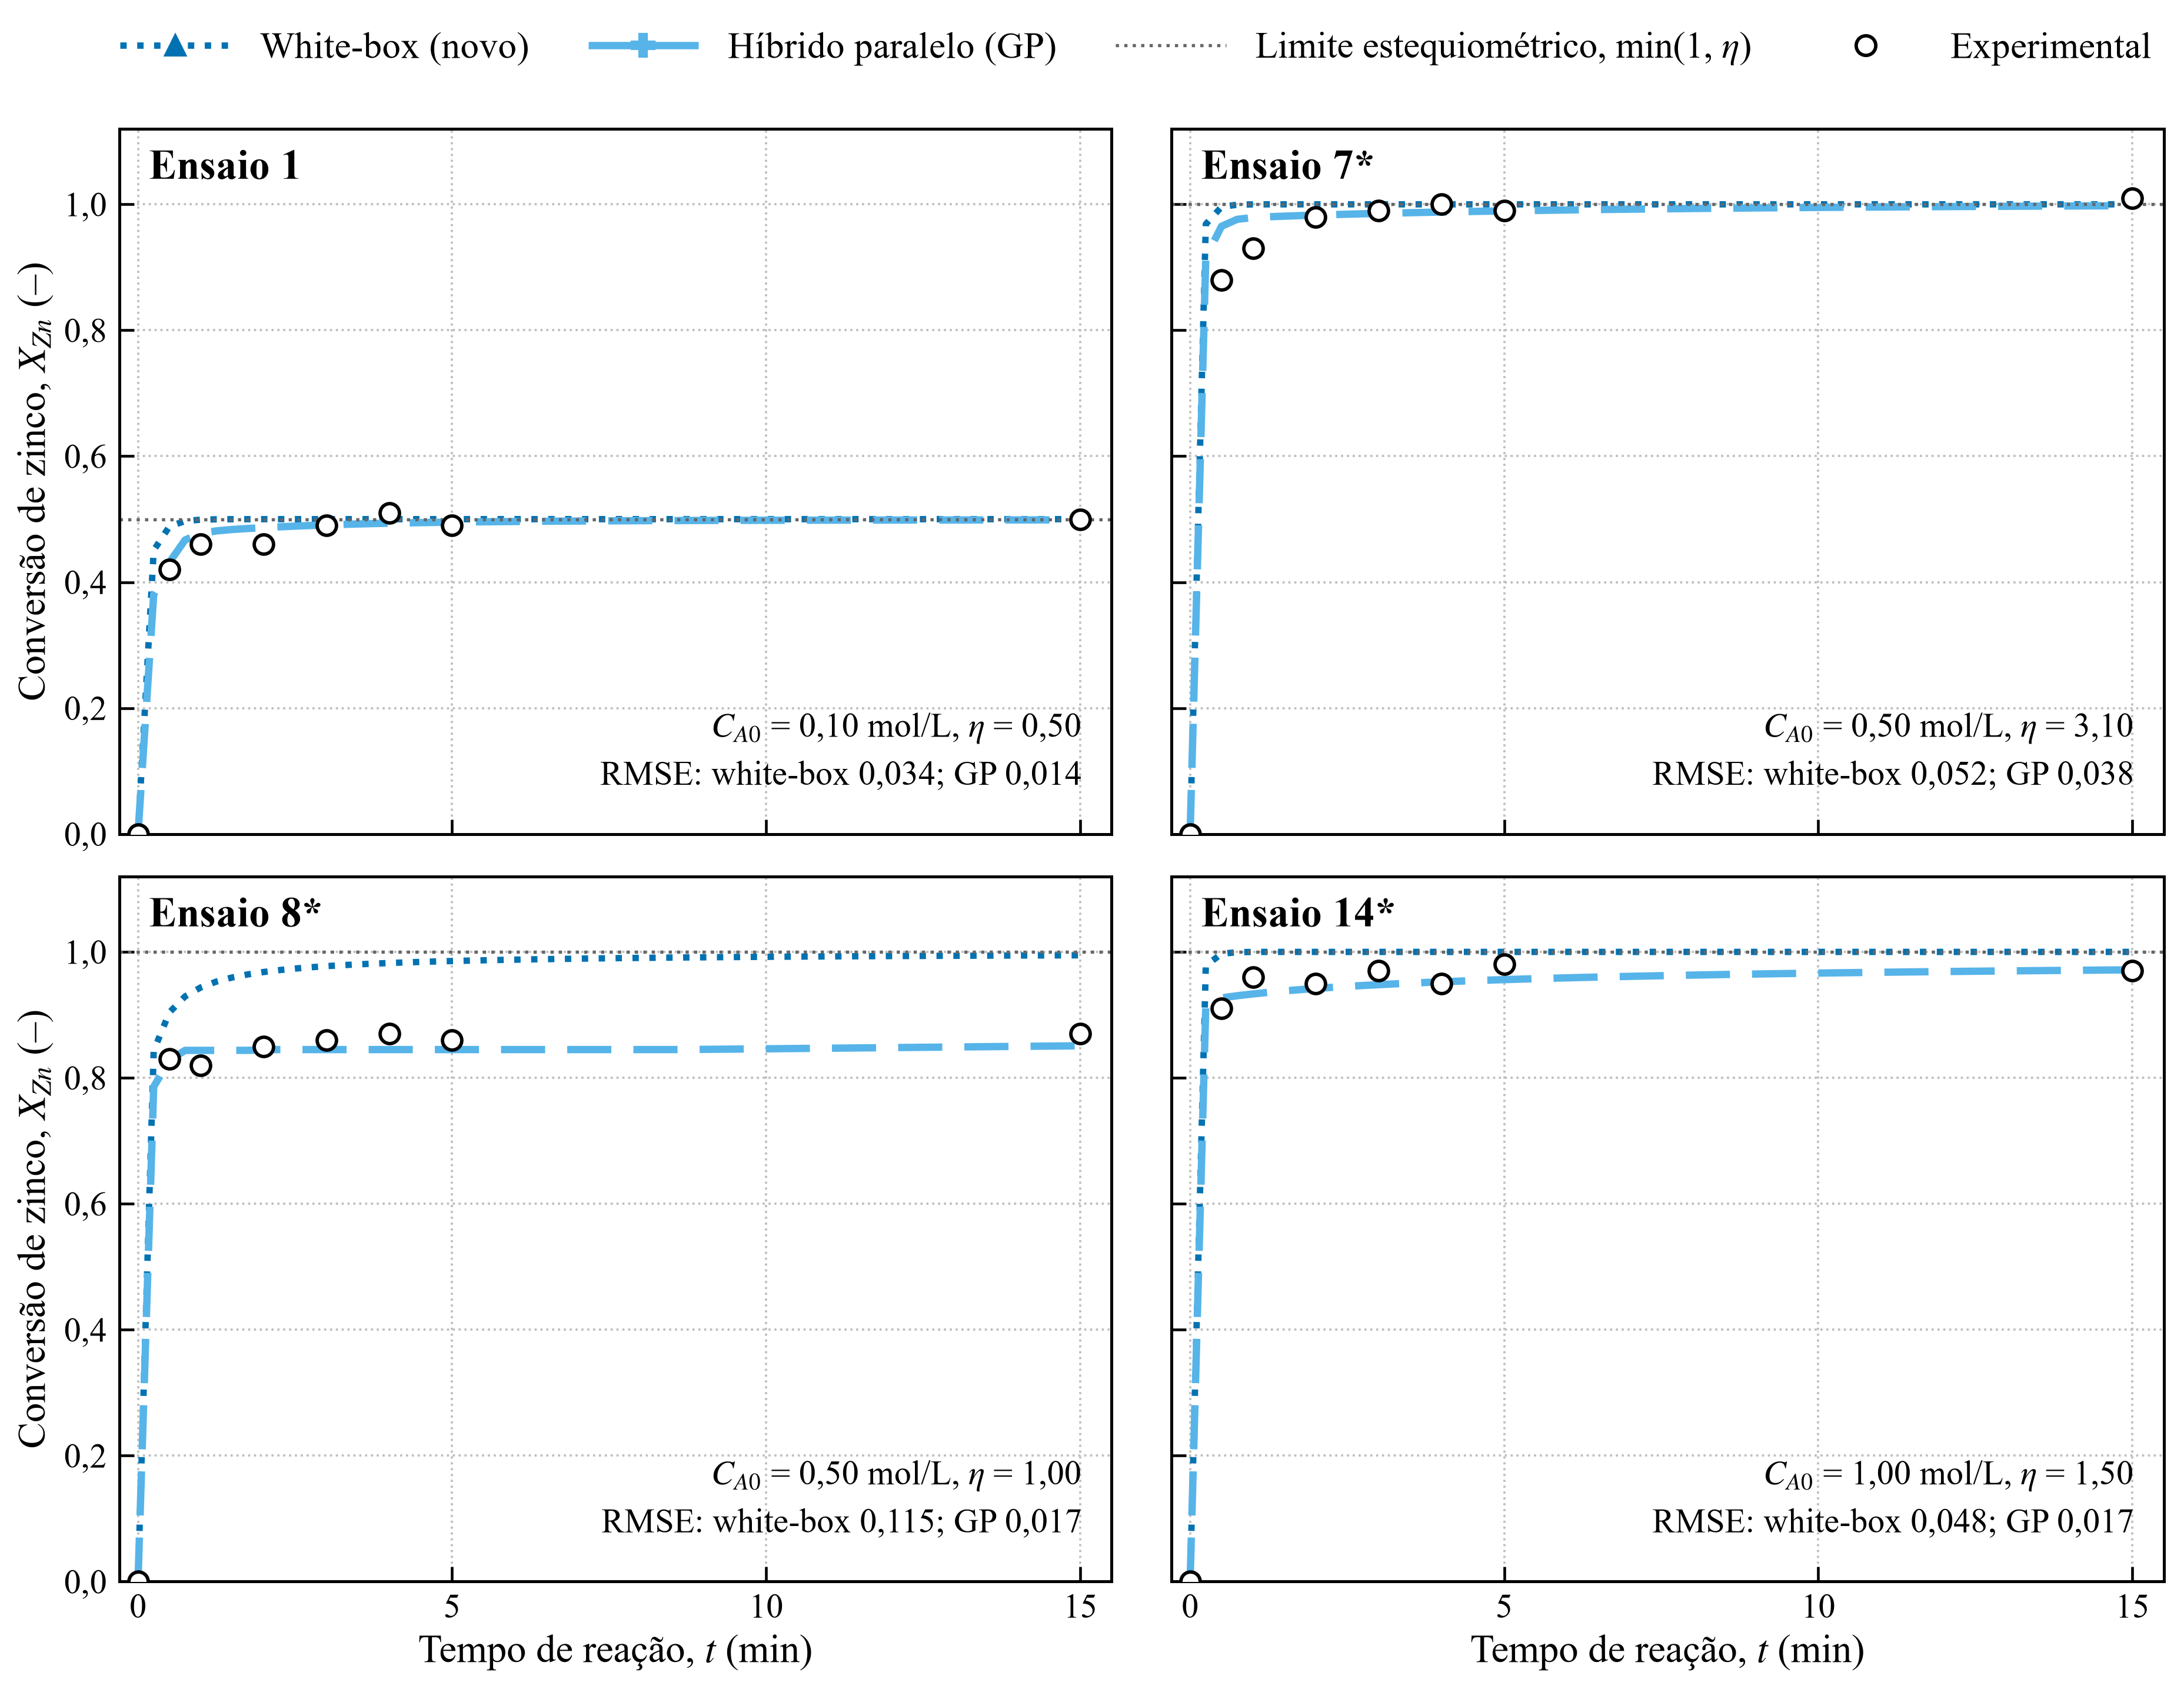 White-box (novo) Híbrido paralelo (GP) Limite estequiométrico, min(1, η) Experimental
Ensaio 1
1,0
0,8
0,6
0,4
0,2
0,0
Conversão de zinco, X_Zn (−)
C_A0 = 0,10 mol/L, η = 0,50
RMSE: white-box 0,034; GP 0,014
Ensaio 7*
C_A0 = 0,50 mol/L, η = 3,10
RMSE: white-box 0,052; GP 0,038
Ensaio 8*
1,0
0,8
0,6
0,4
0,2
0,0
Conversão de zinco, X_Zn (−)
C_A0 = 0,50 mol/L, η = 1,00
RMSE: white-box 0,115; GP 0,017
0 5 10 15
Tempo de reação, t (min)
Ensaio 14*
C_A0 = 1,00 mol/L, η = 1,50
RMSE: white-box 0,048; GP 0,017
0 5 10 15
Tempo de reação, t (min)